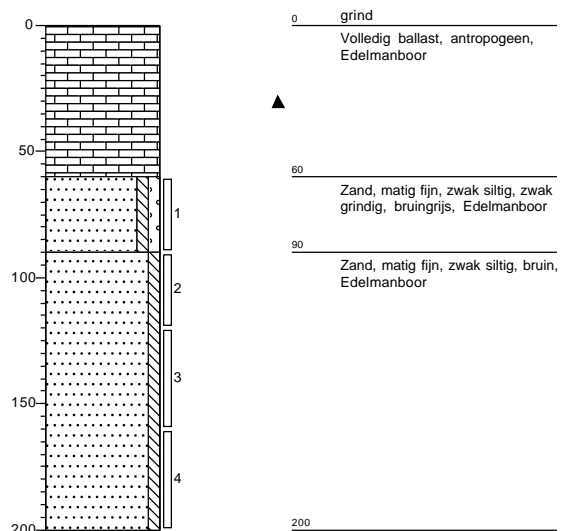 0
grind
Volledig ballast, antropogeen,
Edelmanboor
60
Zand, matig fijn, zwak siltig, zwak
grindig, bruingrijs, Edelmanboor
90
Zand, matig fijn, zwak siltig, bruin,
Edelmanboor
200
0
50
100
150
200
1
2
3
4